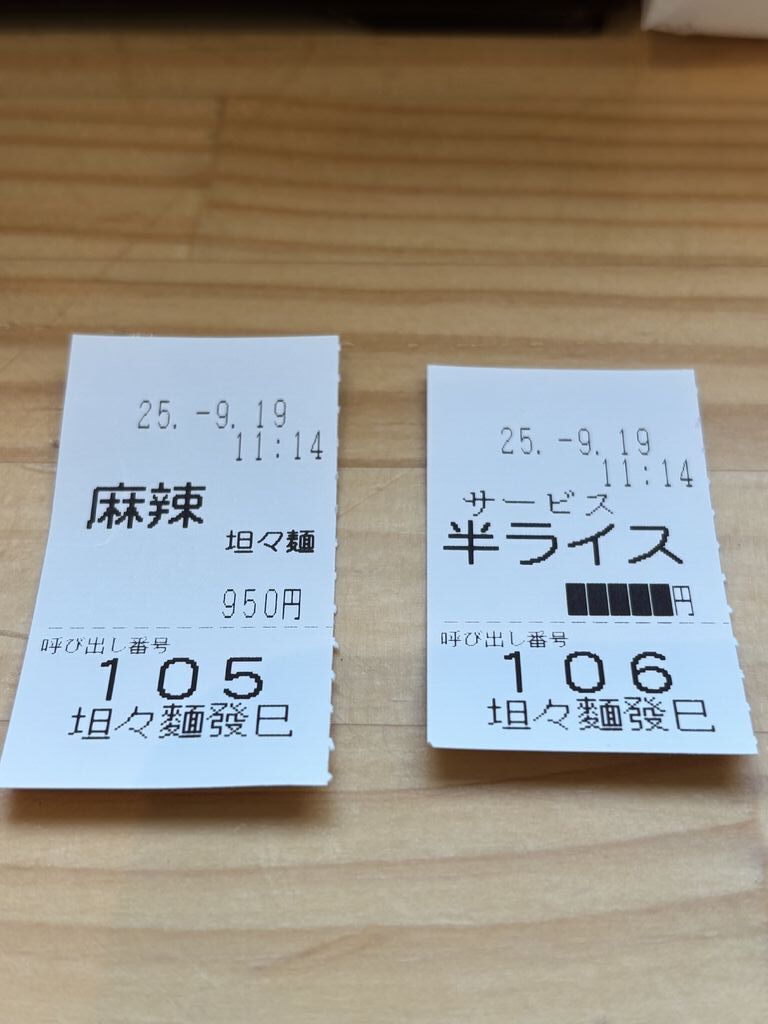 25.-9.19
11:14
麻辣
坦々麺
950円
呼び出し番号
105
坦々麵發巳
25.-9.19
11:14
サービス
半ライス
■■■■■円
呼び出し番号
106
坦々麵發巳